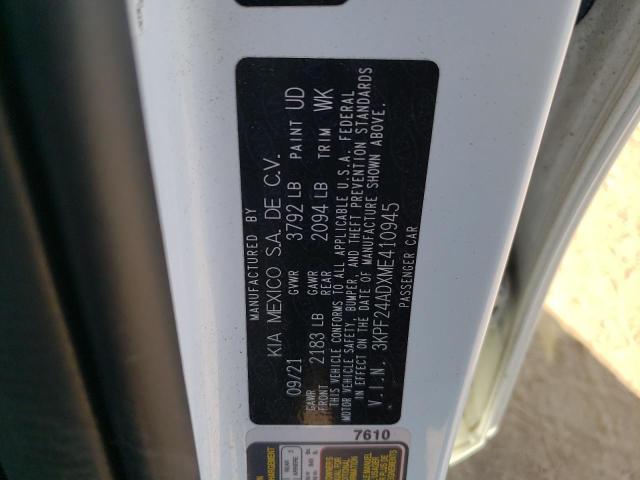 MANUFACTURED BY
KIA MEXICO S.A. DE C.V.
09/21 GVWR 3792 LB PAINT UD
GAWR FRONT 2183 LB GAWR REAR 2094 LB TRIM WK
THIS VEHICLE CONFORMS TO ALL APPLICABLE U.S.A. FEDERAL
MOTOR VEHICLE SAFETY, BUMPER, AND THEFT PREVENTION STANDARDS
IN EFFECT ON THE DATE OF MANUFACTURE SHOWN ABOVE.
V.I.N. 3KPF24ADXME410945
PASSENGER CAR
7610